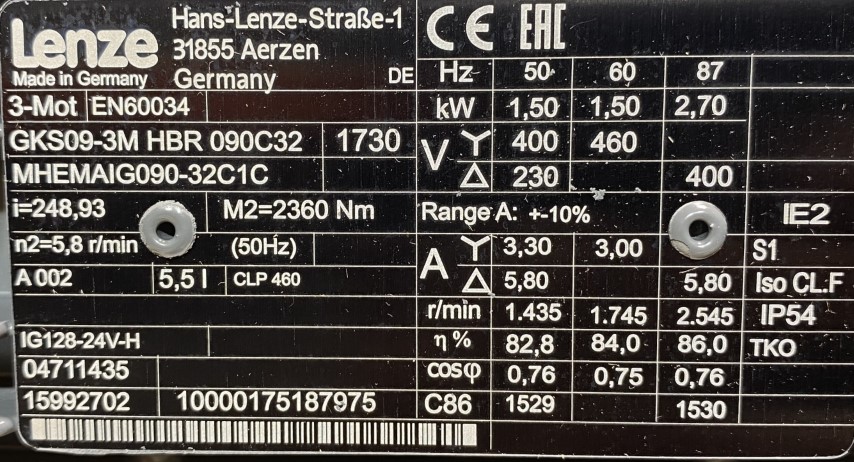 Lenze Hans-Lenze-Straße-1 CE EAC
31855 Aerzen
Made in Germany Germany DE Hz 50 60 87
3-Mot EN60034 kW 1,50 1,50 2,70
GKS09-3M HBR 090C32 1730 V Y 400 460
MHEMAIG090-32C1C Δ 230 400
i=248,93 M2=2360 Nm Range A: +-10% IE2
n2=5,8 r/min (50Hz) A Y 3,30 3,00 S1
A 002 5,5 l CLP 460 Δ 5,80 5,80 Iso CL.F
r/min 1.435 1.745 2.545 IP54
IG128-24V-H η % 82,8 84,0 86,0 TKO
04711435 cosφ 0,76 0,75 0,76
15992702 10000175187975 C86 1529 1530